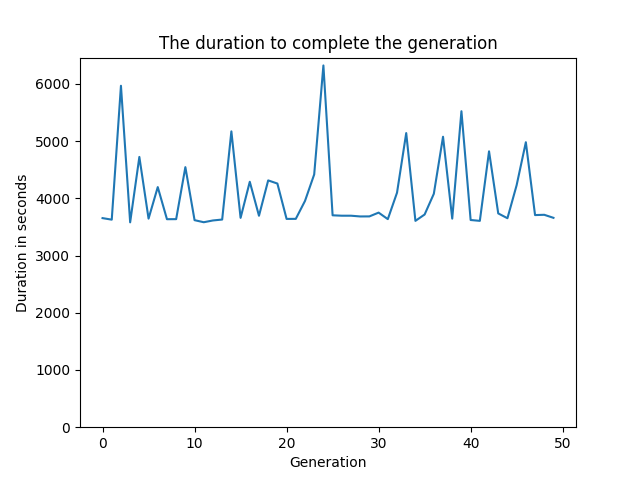 The duration to complete the generation
6000
5000
4000
3000
2000
1000
0
Duration in seconds
0 10 20 30 40 50
Generation